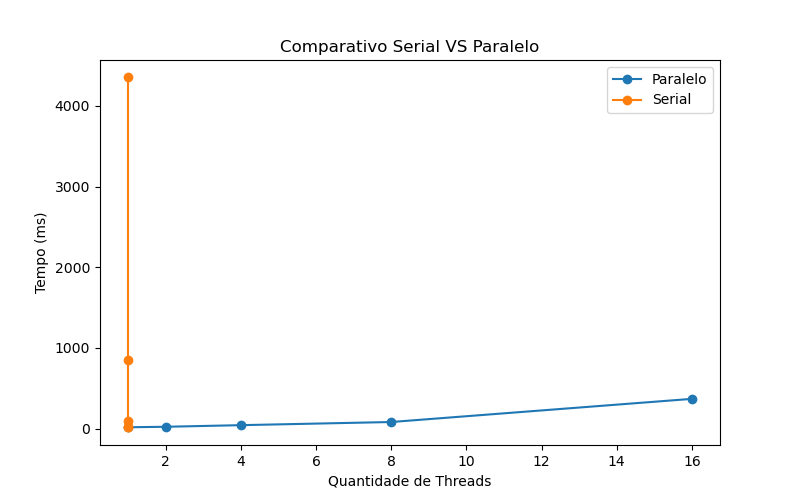 Comparativo Serial VS Paralelo
Paralelo
Serial
4000
3000
2000
1000
0
Tempo (ms)
2 4 6 8 10 12 14 16
Quantidade de Threads